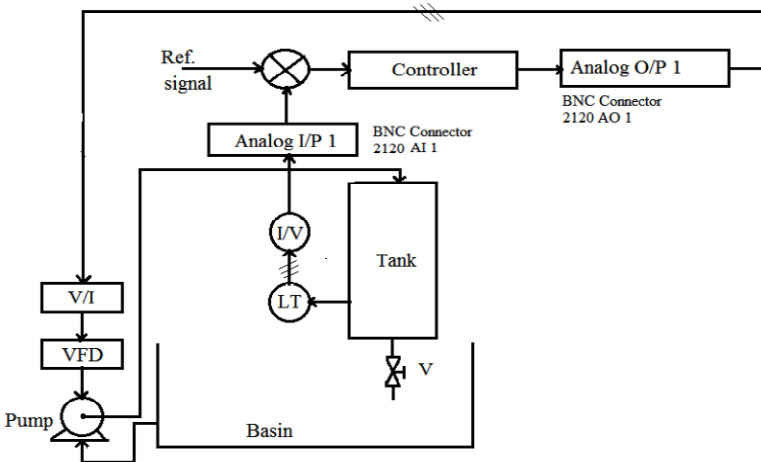 Ref.
signal
Controller
Analog O/P 1
BNC Connector
2120 AO 1
Analog I/P 1
BNC Connector
2120 AI 1
I/V
Tank
LT
V/I
VFD
V
Pump
Basin